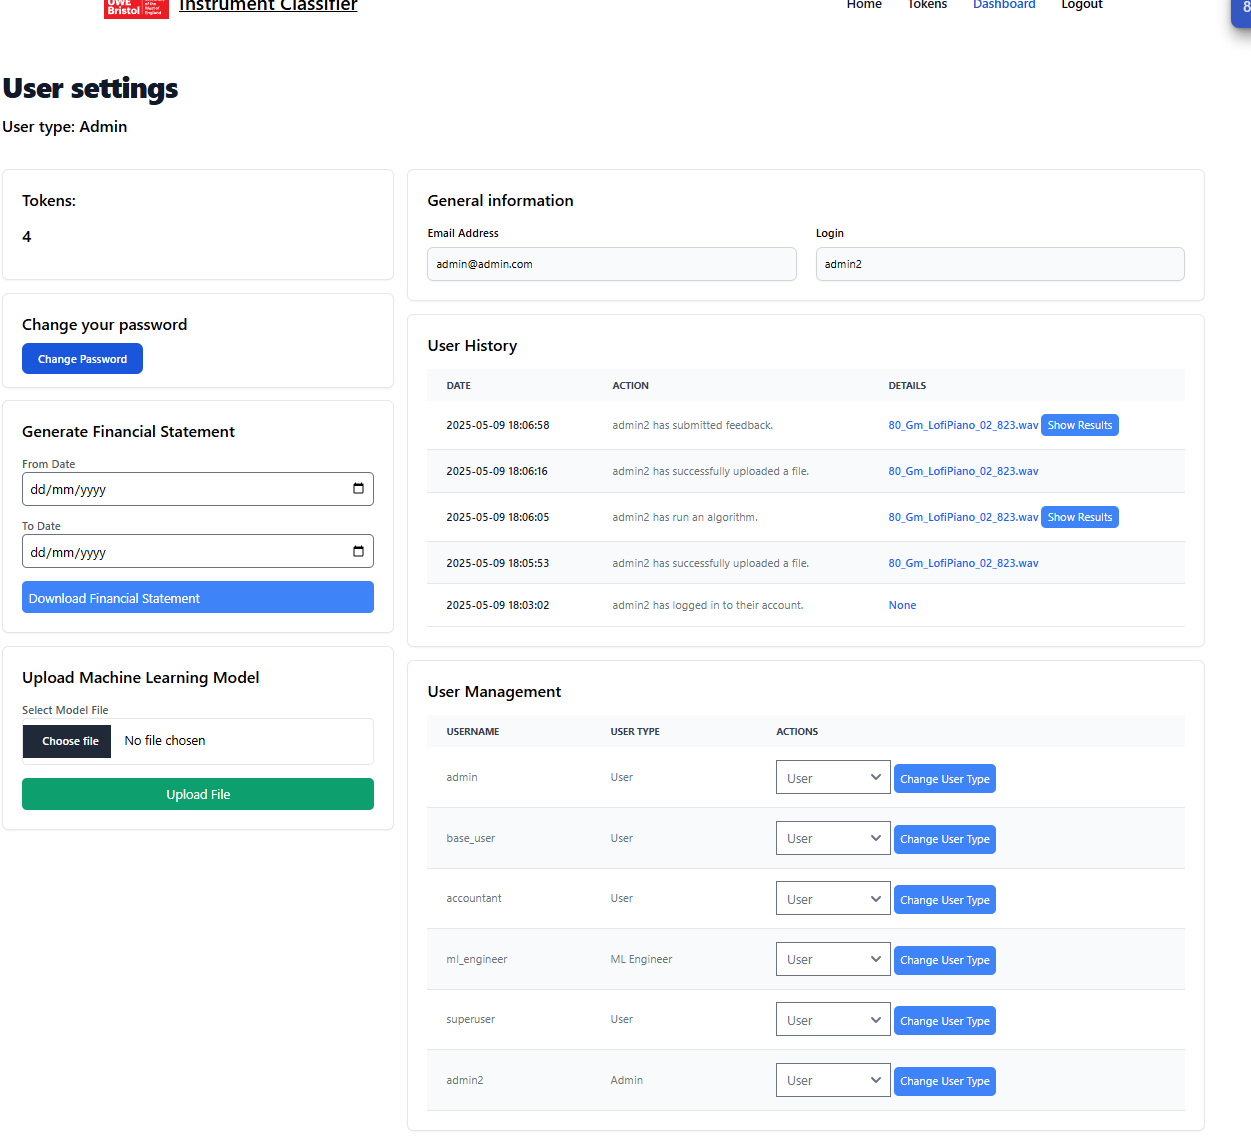 UWE
Bristol
of the
West of
England
Instrument Classifier
Home Tokens Dashboard Logout
8
User settings
User type: Admin
Tokens:
4
Change your password
Change Password
Generate Financial Statement
From Date
dd/mm/yyyy
To Date
dd/mm/yyyy
Download Financial Statement
Upload Machine Learning Model
Select Model File
Choose file No file chosen
Upload File
General information
Email Address Login
admin@admin.com admin2
User History
DATE ACTION DETAILS
2025-05-09 18:06:58 admin2 has submitted feedback. 80_Gm_LofiPiano_02_823.wav Show Results
2025-05-09 18:06:16 admin2 has successfully uploaded a file. 80_Gm_LofiPiano_02_823.wav
2025-05-09 18:06:05 admin2 has run an algorithm. 80_Gm_LofiPiano_02_823.wav Show Results
2025-05-09 18:05:53 admin2 has successfully uploaded a file. 80_Gm_LofiPiano_02_823.wav
2025-05-09 18:03:02 admin2 has logged in to their account. None
User Management
USERNAME USER TYPE ACTIONS
admin User User Change User Type
base_user User User Change User Type
accountant User User Change User Type
ml_engineer ML Engineer User Change User Type
superuser User User Change User Type
admin2 Admin User Change User Type